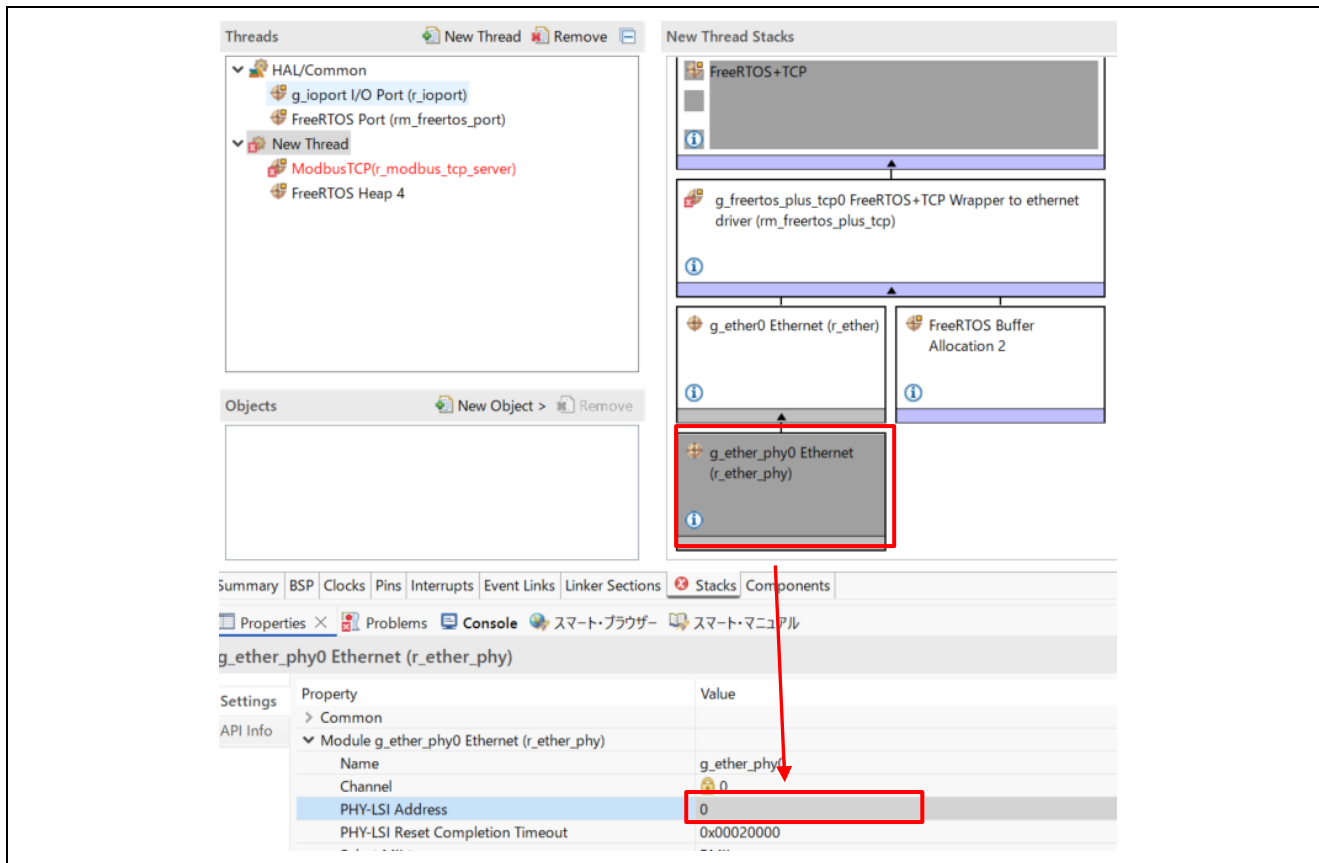 Threads
New Thread
Remove
New Thread Stacks
HAL/Common
g_ioport I/O Port (r_ioport)
FreeRTOS Port (rm_freertos_port)
New Thread
ModbusTCP(r_modbus_tcp_server)
FreeRTOS Heap 4
FreeRTOS+TCP
g_freertos_plus_tcp0 FreeRTOS+TCP Wrapper to ethernet
driver (rm_freertos_plus_tcp)
g_ether0 Ethernet (r_ether)
FreeRTOS Buffer
Allocation 2
Objects
New Object >
Remove
g_ether_phy0 Ethernet
(r_ether_phy)
Summary BSP Clocks Pins Interrupts Event Links Linker Sections Stacks Components
Properties Problems Console スマート・ブラウザー スマート・マニュアル
g_ether_phy0 Ethernet (r_ether_phy)
Settings
API Info
Property Value
Common
Module g_ether_phy0 Ethernet (r_ether_phy)
Name g_ether_phy0
Channel 0
PHY-LSI Address 0
PHY-LSI Reset Completion Timeout 0x00020000